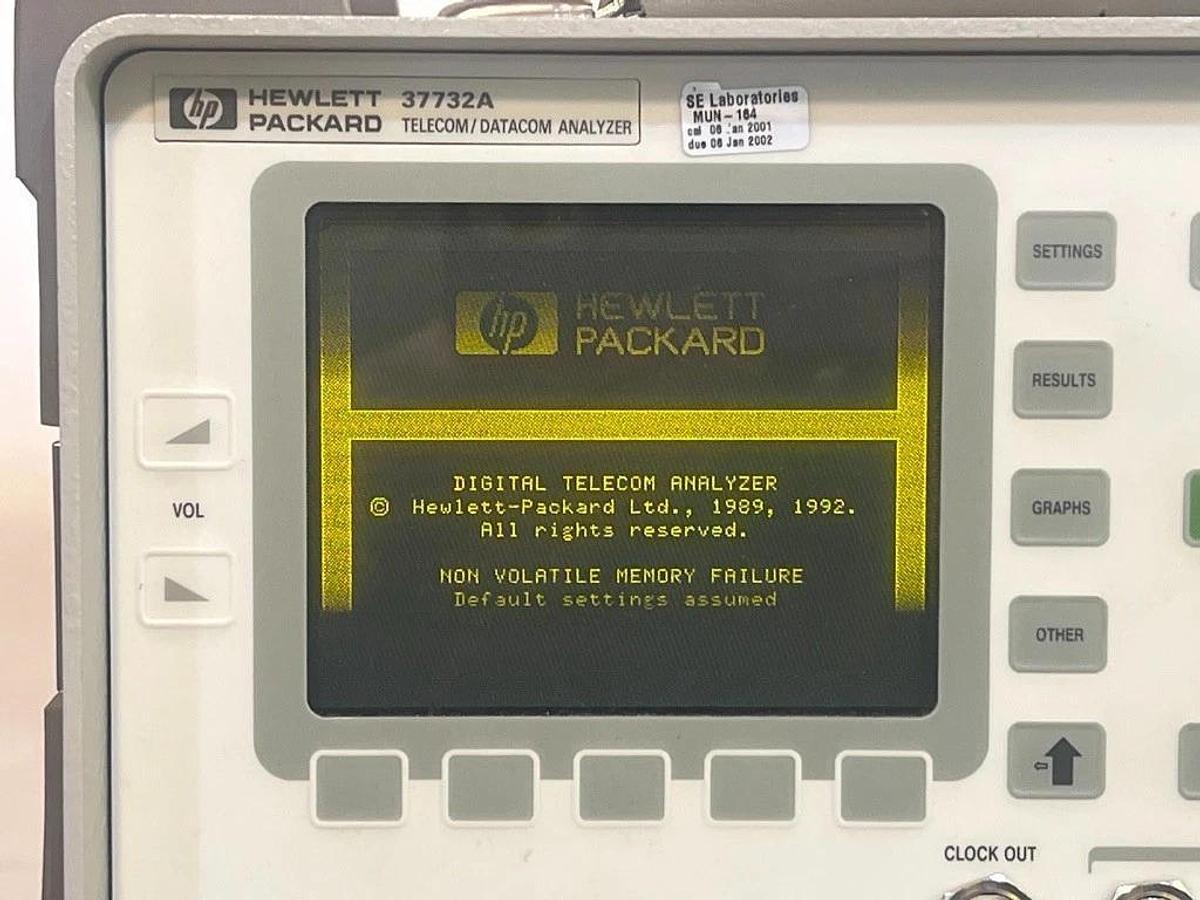 hp HEWLETT PACKARD 37732A
TELECOM/DATACOM ANALYZER
SE Laboratories
MUN-164
cal 08 Jan 2001
due 08 Jan 2002
SETTINGS
hp HEWLETT
PACKARD
RESULTS
DIGITAL TELECOM ANALYZER
© Hewlett-Packard Ltd., 1989, 1992.
All rights reserved.
NON VOLATILE MEMORY FAILURE
Default settings assumed
VOL
GRAPHS
OTHER
CLOCK OUT